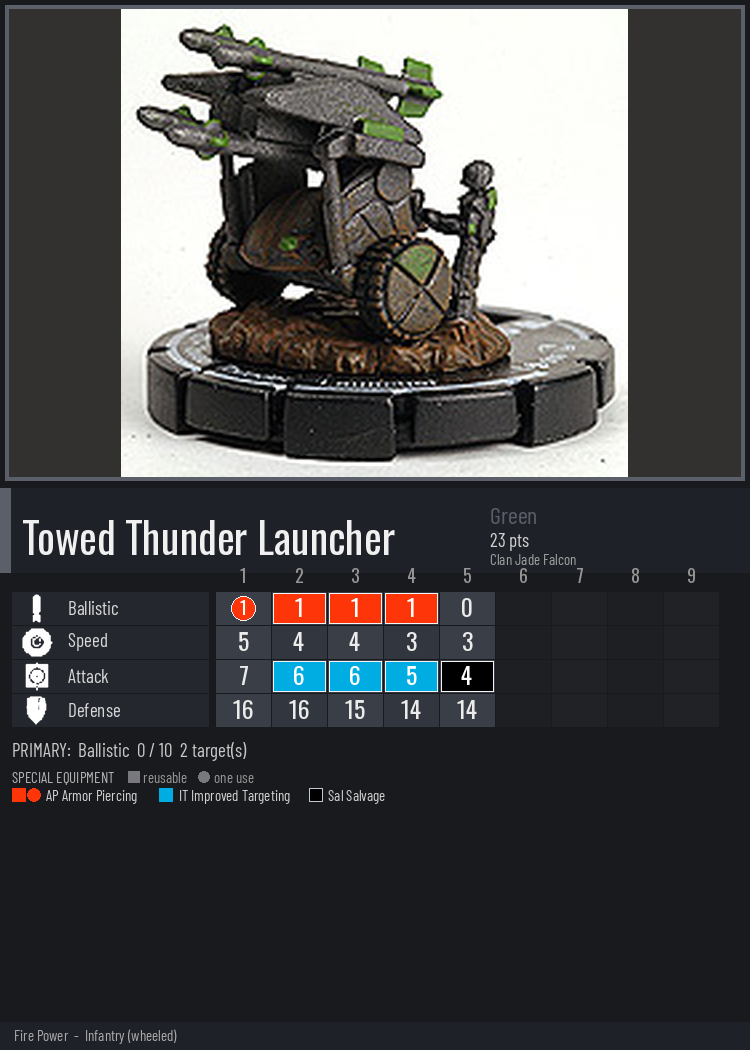 Towed Thunder Launcher
Green
23 pts
Clan Jade Falcon
1 2 3 4 5 6 7 8 9
Ballistic 1 1 1 1 0
Speed 5 4 4 3 3
Attack 7 6 6 5 4
Defense 16 16 15 14 14
PRIMARY: Ballistic 0 / 10 2 target(s)
SPECIAL EQUIPMENT reusable one use
AP Armor Piercing IT Improved Targeting Sal Salvage
Fire Power - Infantry (wheeled)